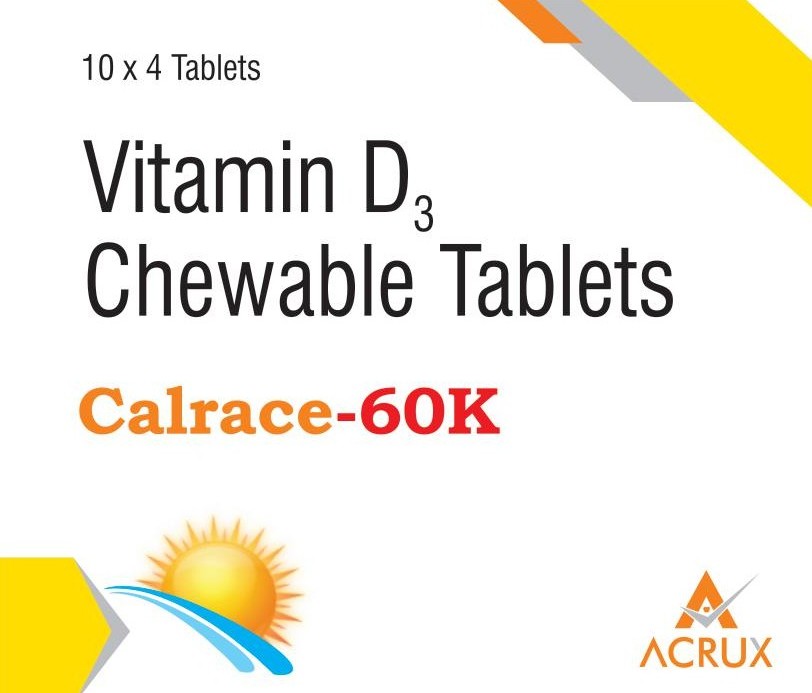 10 x 4 Tablets
Vitamin D₃
Chewable Tablets
Calrace-60K
ACRUX